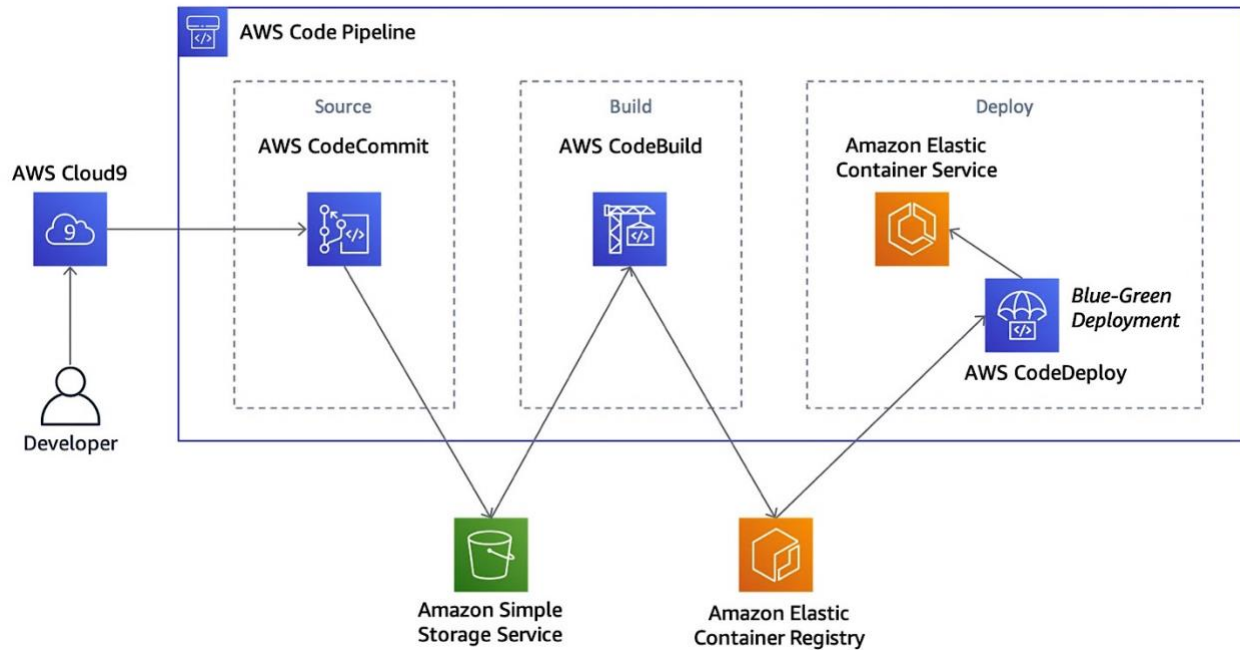 AWS Code Pipeline
Source
AWS CodeCommit
Build
AWS CodeBuild
Deploy
Amazon Elastic
Container Service
AWS Cloud9
9
Blue-Green
Deployment
AWS CodeDeploy
Developer
Amazon Simple
Storage Service
Amazon Elastic
Container Registry